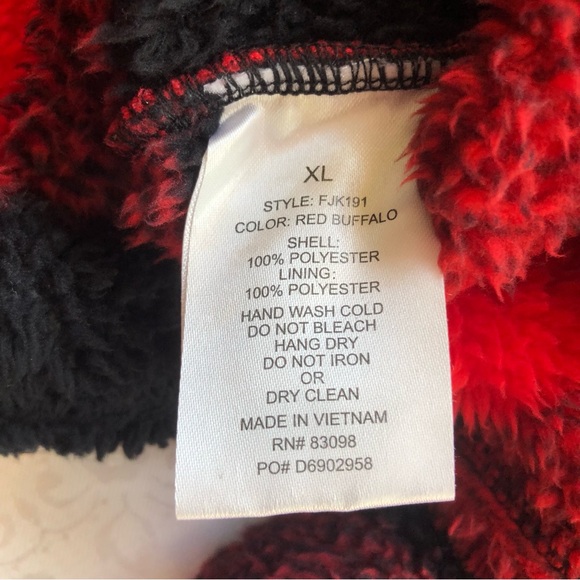 XL
STYLE: FJK191
COLOR: RED BUFFALO
SHELL:
100% POLYESTER
LINING:
100% POLYESTER
HAND WASH COLD
DO NOT BLEACH
HANG DRY
DO NOT IRON
OR
DRY CLEAN
MADE IN VIETNAM
RN# 83098
PO# D6902958